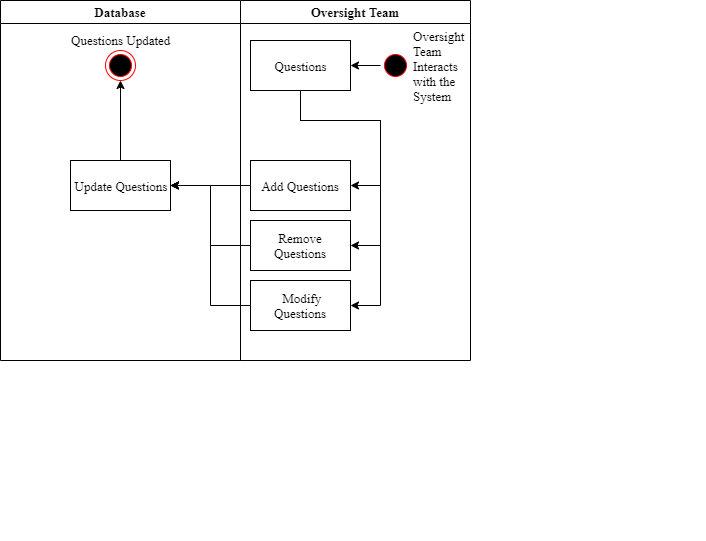 Database
Oversight Team
Questions Updated
Oversight
Team
Interacts
with the
System
Questions
Update Questions
Add Questions
Remove
Questions
Modify
Questions